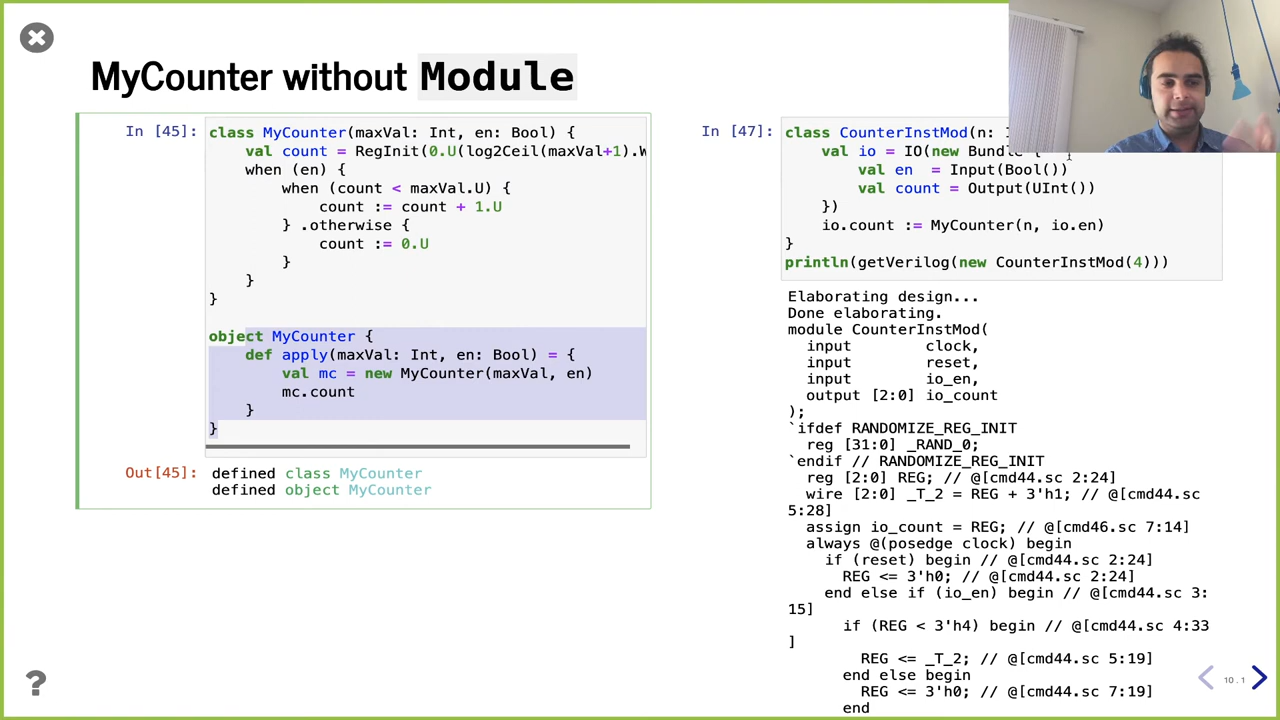 MyCounter without Module
In [45]:
class MyCounter(maxVal: Int, en: Bool) {
val count = RegInit(0.U(log2Ceil(maxVal+1).W
when (en) {
when (count < maxVal.U) {
count := count + 1.U
} .otherwise {
count := 0.U
}
}
}
object MyCounter {
def apply(maxVal: Int, en: Bool) = {
val mc = new MyCounter(maxVal, en)
mc.count
}
}
Out[45]:
defined class MyCounter
defined object MyCounter
In [47]:
class CounterInstMod(n:
val io = IO(new Bundle {
val en = Input(Bool())
val count = Output(UInt())
})
io.count := MyCounter(n, io.en)
}
println(getVerilog(new CounterInstMod(4)))
Elaborating design...
Done elaborating.
module CounterInstMod(
input clock,
input reset,
input io_en,
output [2:0] io_count
);
`ifdef RANDOMIZE_REG_INIT
reg [31:0] _RAND_0;
`endif // RANDOMIZE_REG_INIT
reg [2:0] REG; // @[cmd44.sc 2:24]
wire [2:0] _T_2 = REG + 3'h1; // @[cmd44.sc
5:28]
assign io_count = REG; // @[cmd46.sc 7:14]
always @(posedge clock) begin
if (reset) begin // @[cmd44.sc 2:24]
REG <= 3'h0; // @[cmd44.sc 2:24]
end else if (io_en) begin // @[cmd44.sc 3:
15]
if (REG < 3'h4) begin // @[cmd44.sc 4:33
]
REG <= _T_2; // @[cmd44.sc 5:19]
end else begin
REG <= 3'h0; // @[cmd44.sc 7:19]
end
?
10.1